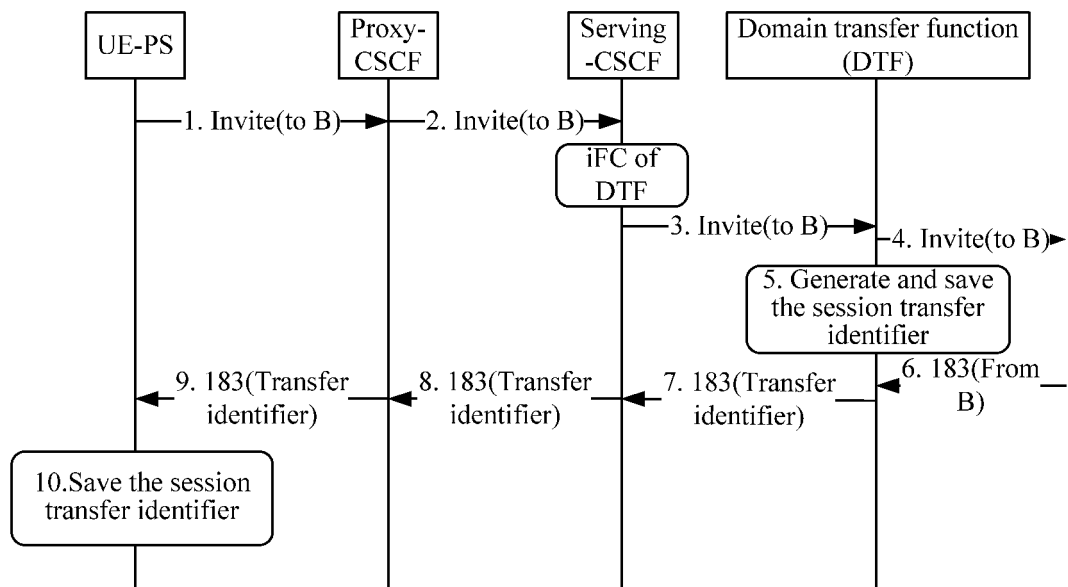 UE-PS
Proxy-
CSCF
Serving
-CSCF
Domain transfer function
(DTF)
1. Invite(to B)
2. Invite(to B)
iFC of
DTF
3. Invite(to B)
4. Invite(to B)
5. Generate and save
the session transfer
identifier
6. 183(From
B)
7. 183(Transfer
identifier)
8. 183(Transfer
identifier)
9. 183(Transfer
identifier)
10.Save the session
transfer identifier